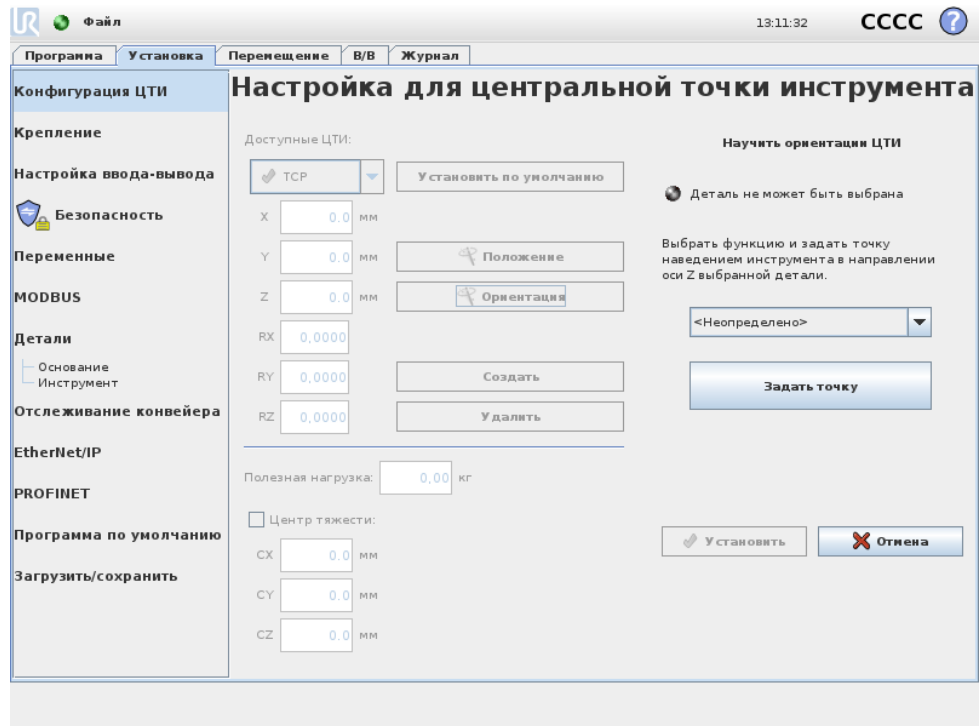 UR Файл 13:11:32 CCCC ?
Программа Установка Перемещение В/В Журнал
Конфигурация ЦТИ
Крепление
Настройка ввода-вывода
Безопасность
Переменные
MODBUS
Детали
Основание
Инструмент
Отслеживание конвейера
EtherNet/IP
PROFINET
Программа по умолчанию
Загрузить/сохранить
Настройка для центральной точки инструмента
Доступные ЦТИ:
TCP Установить по умолчанию
X 0.0 мм
Y 0.0 мм Положение
Z 0.0 мм Ориентация
RX 0,0000
RY 0,0000 Создать
RZ 0,0000 Удалить
Полезная нагрузка: 0,00 кг
Центр тяжести:
CX 0.0 мм
CY 0.0 мм
CZ 0.0 мм
Научить ориентации ЦТИ
Деталь не может быть выбрана
Выбрать функцию и задать точку
наведением инструмента в направлении
оси Z выбранной детали.
<Неопределено>
Задать точку
Установить Отмена